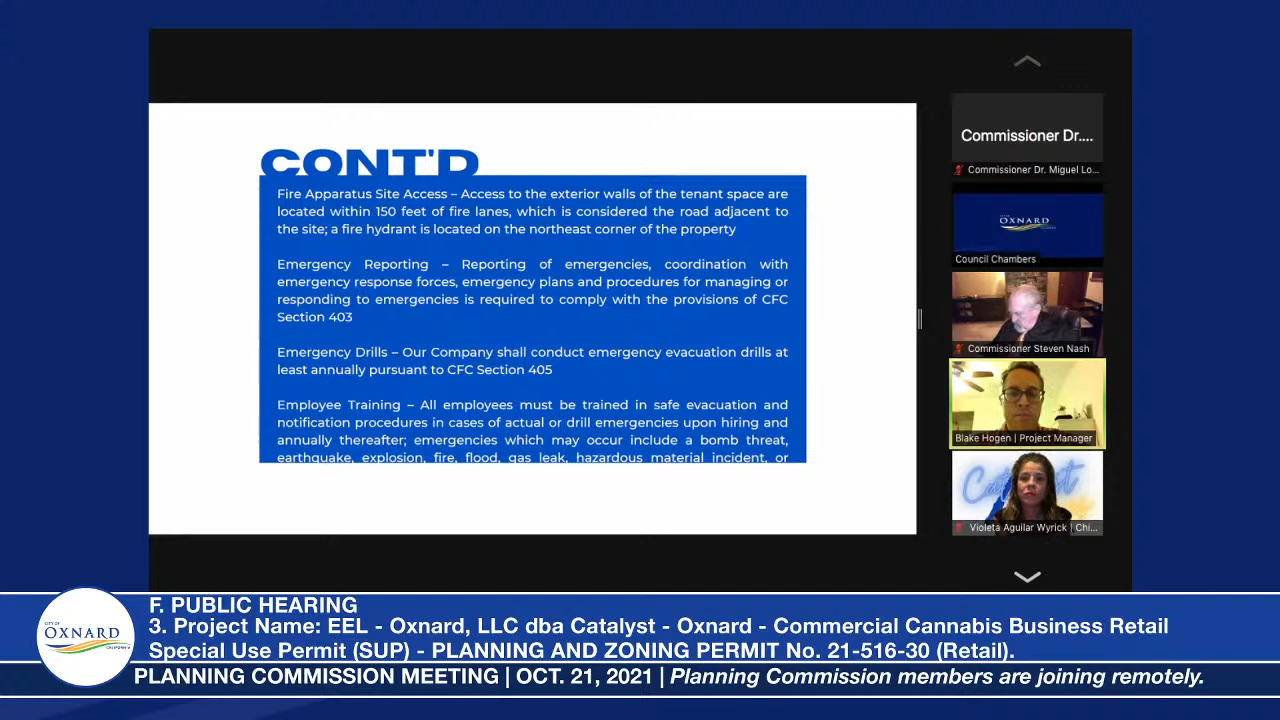 CONT'D
Fire Apparatus Site Access – Access to the exterior walls of the tenant space are
located within 150 feet of fire lanes, which is considered the road adjacent to
the site; a fire hydrant is located on the northeast corner of the property
Emergency Reporting – Reporting of emergencies, coordination with
emergency response forces, emergency plans and procedures for managing or
responding to emergencies is required to comply with the provisions of CFC
Section 403
Emergency Drills – Our Company shall conduct emergency evacuation drills at
least annually pursuant to CFC Section 405
Employee Training – All employees must be trained in safe evacuation and
notification procedures in cases of actual or drill emergencies upon hiring and
annually thereafter; emergencies which may occur include a bomb threat,
earthquake, explosion, fire, flood, gas leak, hazardous material incident, or
Commissioner Dr....
Commissioner Dr. Miguel Lo...
OXNARD
Council Chambers
Commissioner Steven Nash
Blake Hogen | Project Manager
Violeta Aguilar Wyrick | Chi...
CITY OF
OXNARD
CALIFORNIA
F. PUBLIC HEARING
3. Project Name: EEL - Oxnard, LLC dba Catalyst - Oxnard - Commercial Cannabis Business Retail
Special Use Permit (SUP) - PLANNING AND ZONING PERMIT No. 21-516-30 (Retail).
PLANNING COMMISSION MEETING | OCT. 21, 2021 | Planning Commission members are joining remotely.